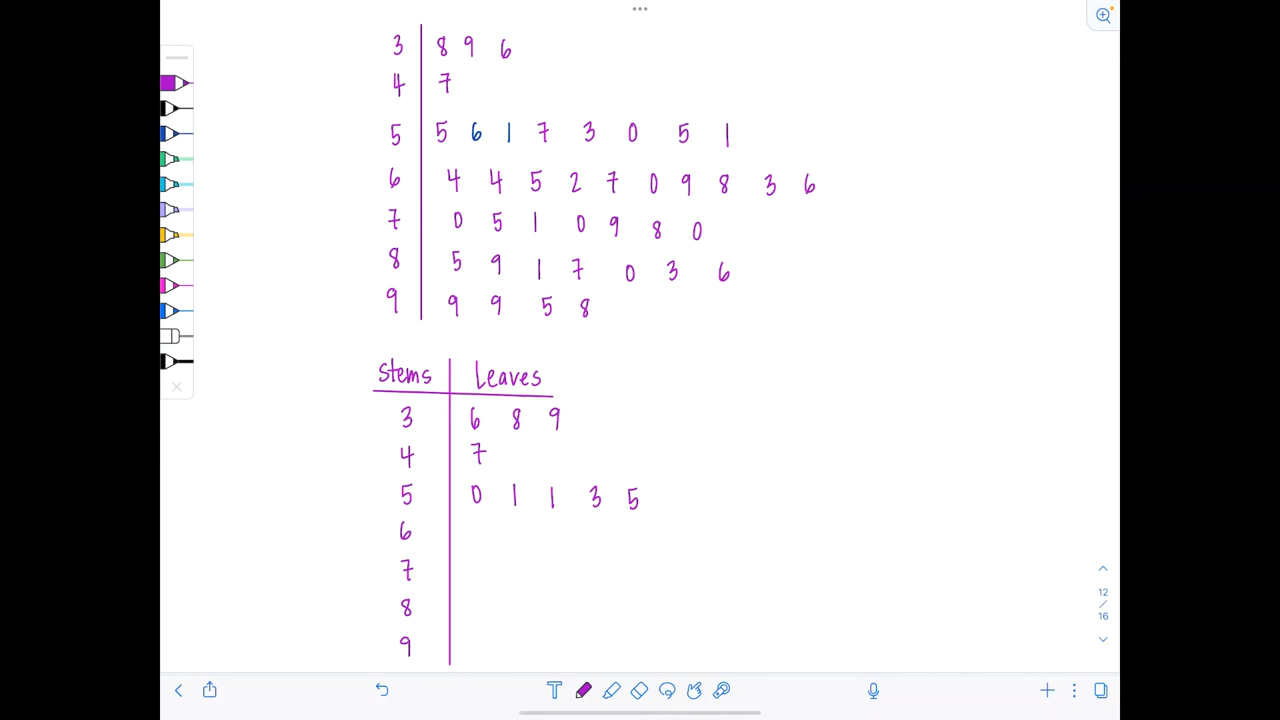 3 8 9 6
4 7
5 5 6 1 7 3 0 5 1
6 4 4 5 2 7 0 9 8 3 6
7 0 5 1 0 9 8 0
8 5 9 1 7 0 3 6
9 9 9 5 8
Stems Leaves
3 6 8 9
4 7
5 0 1 1 3 5
6
7
8
9
12
/
16
T